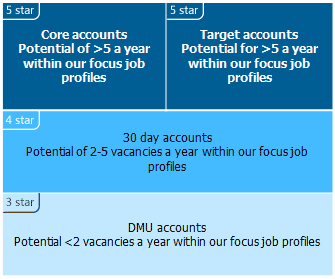 5 star
Core accounts
Potential of >5 a year
within our focus job
profiles
5 star
Target accounts
Potential for >5 a year
within our focus job
profiles
4 star
30 day accounts
Potential of 2-5 vacancies a year within our focus job
profiles
3 star
DMU accounts
Potential <2 vacancies a year within our focus job profiles